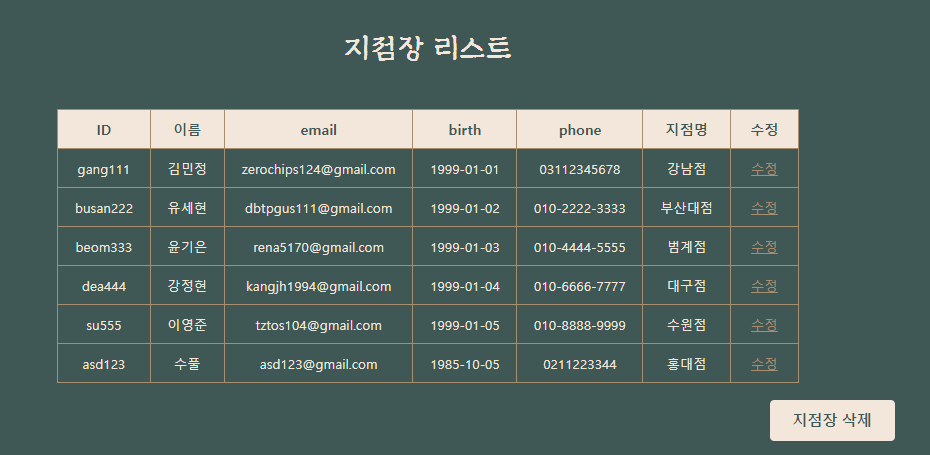 지점장 리스트
ID 이름 email birth phone 지점명 수정
gang111 김민정 zerochips124@gmail.com 1999-01-01 03112345678 강남점 수정
busan222 유세현 dbtpgus111@gmail.com 1999-01-02 010-2222-3333 부산대점 수정
beom333 윤기은 rena5170@gmail.com 1999-01-03 010-4444-5555 범계점 수정
dea444 강정현 kangjh1994@gmail.com 1999-01-04 010-6666-7777 대구점 수정
su555 이영준 tztos104@gmail.com 1999-01-05 010-8888-9999 수원점 수정
asd123 수풀 asd123@gmail.com 1985-10-05 0211223344 홍대점 수정
지점장 삭제